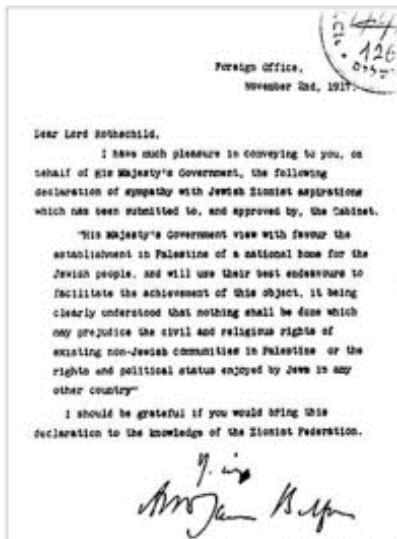 126
Foreign Office,
November 2nd, 1917.
Dear Lord Rothschild,
I have much pleasure in conveying to you, on
behalf of His Majesty's Government, the following
declaration of sympathy with Jewish Zionist aspirations
which has been submitted to, and approved by, the Cabinet.
"His Majesty's Government view with favour the
establishment in Palestine of a national home for the
Jewish people, and will use their best endeavours to
facilitate the achievement of this object, it being
clearly understood that nothing shall be done which
may prejudice the civil and religious rights of
existing non-Jewish communities in Palestine or the
rights and political status enjoyed by Jews in any
other country"
I should be grateful if you would bring this
declaration to the knowledge of the Zionist Federation.